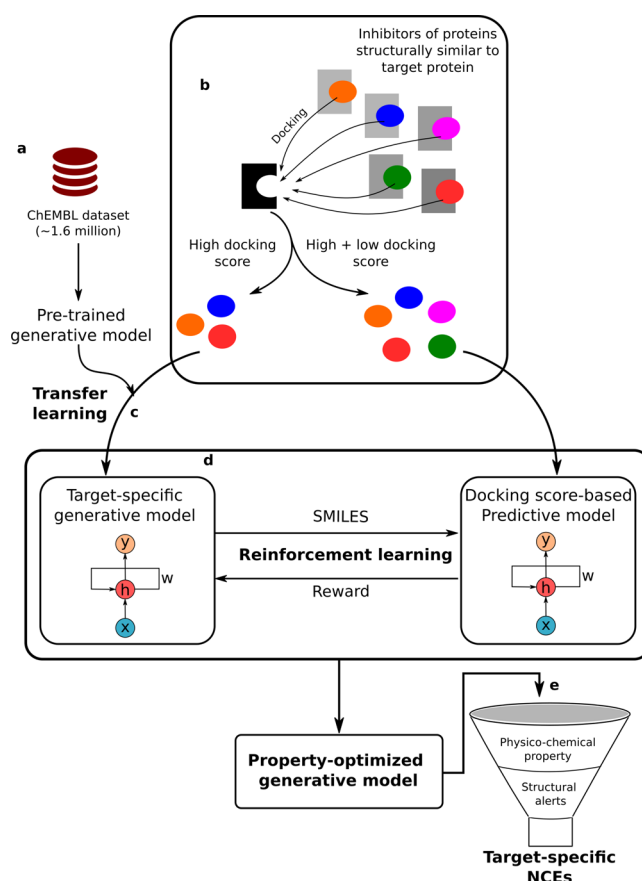 Inhibitors of proteins
structurally similar to
target protein
b
Docking
a
ChEMBL dataset
(~1.6 million)
High docking
score
High + low docking
score
Pre-trained
generative model
Transfer
learning
c
d
Target-specific
generative model
y
h
w
x
SMILES
Reinforcement learning
Reward
Docking score-based
Predictive model
y
h
w
x
e
Property-optimized
generative model
Physico-chemical
property
Structural
alerts
Target-specific
NCEs